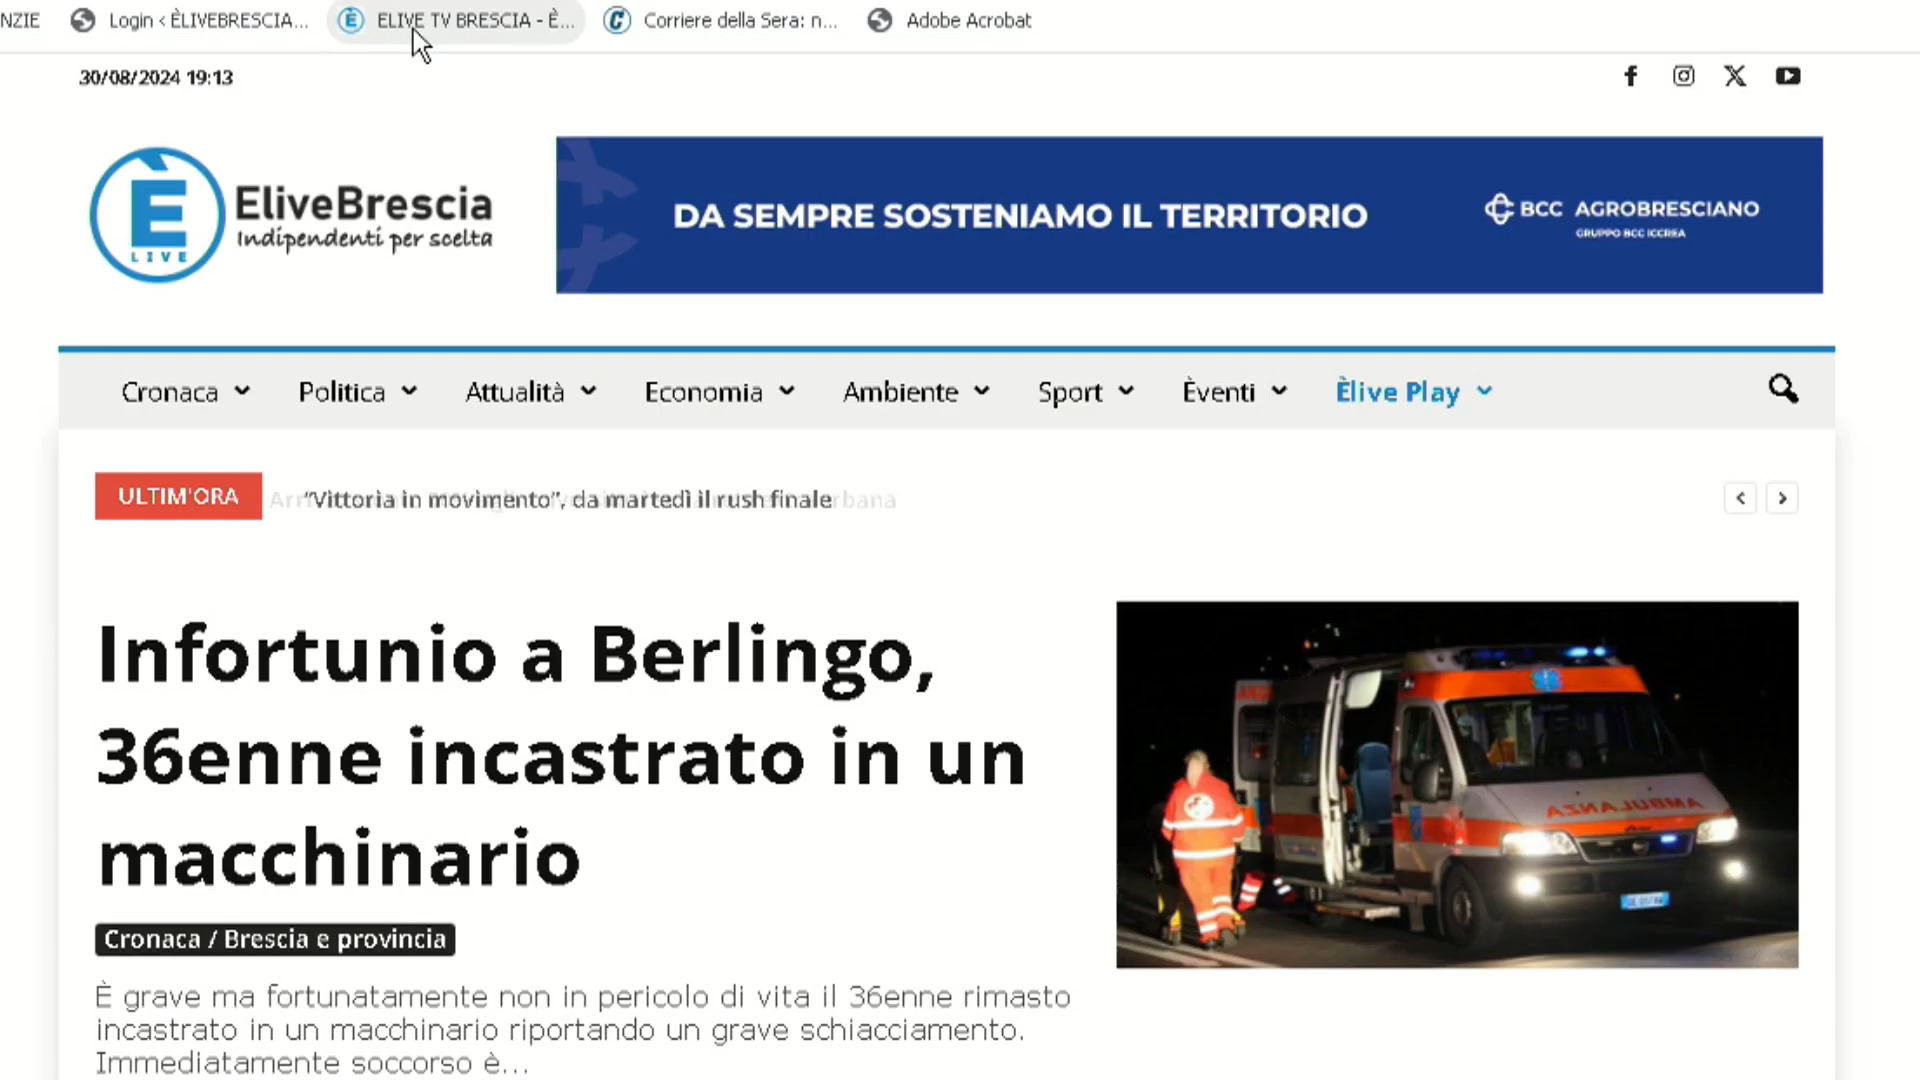 NZIE
Login ‹ ÈLIVEBRESCIA...
ELIVE TV BRESCIA - È...
Corriere della Sera: n...
Adobe Acrobat
30/08/2024 19:13
È
LIVE
EliveBrescia
Indipendenti per scelta
DA SEMPRE SOSTENIAMO IL TERRITORIO
BCC AGROBRESCIANO
GRUPPO BCC ICCREA
Cronaca
Politica
Attualità
Economia
Ambiente
Sport
Èventi
Èlive Play
ULTIM'ORA
“Vittoria in movimento”, da martedì il rush finale
Infortunio a Berlingo,
36enne incastrato in un
macchinario
AMBULANZA
Cronaca / Brescia e provincia
È grave ma fortunatamente non in pericolo di vita il 36enne rimasto
incastrato in un macchinario riportando un grave schiacciamento.
Immediatamente soccorso è...